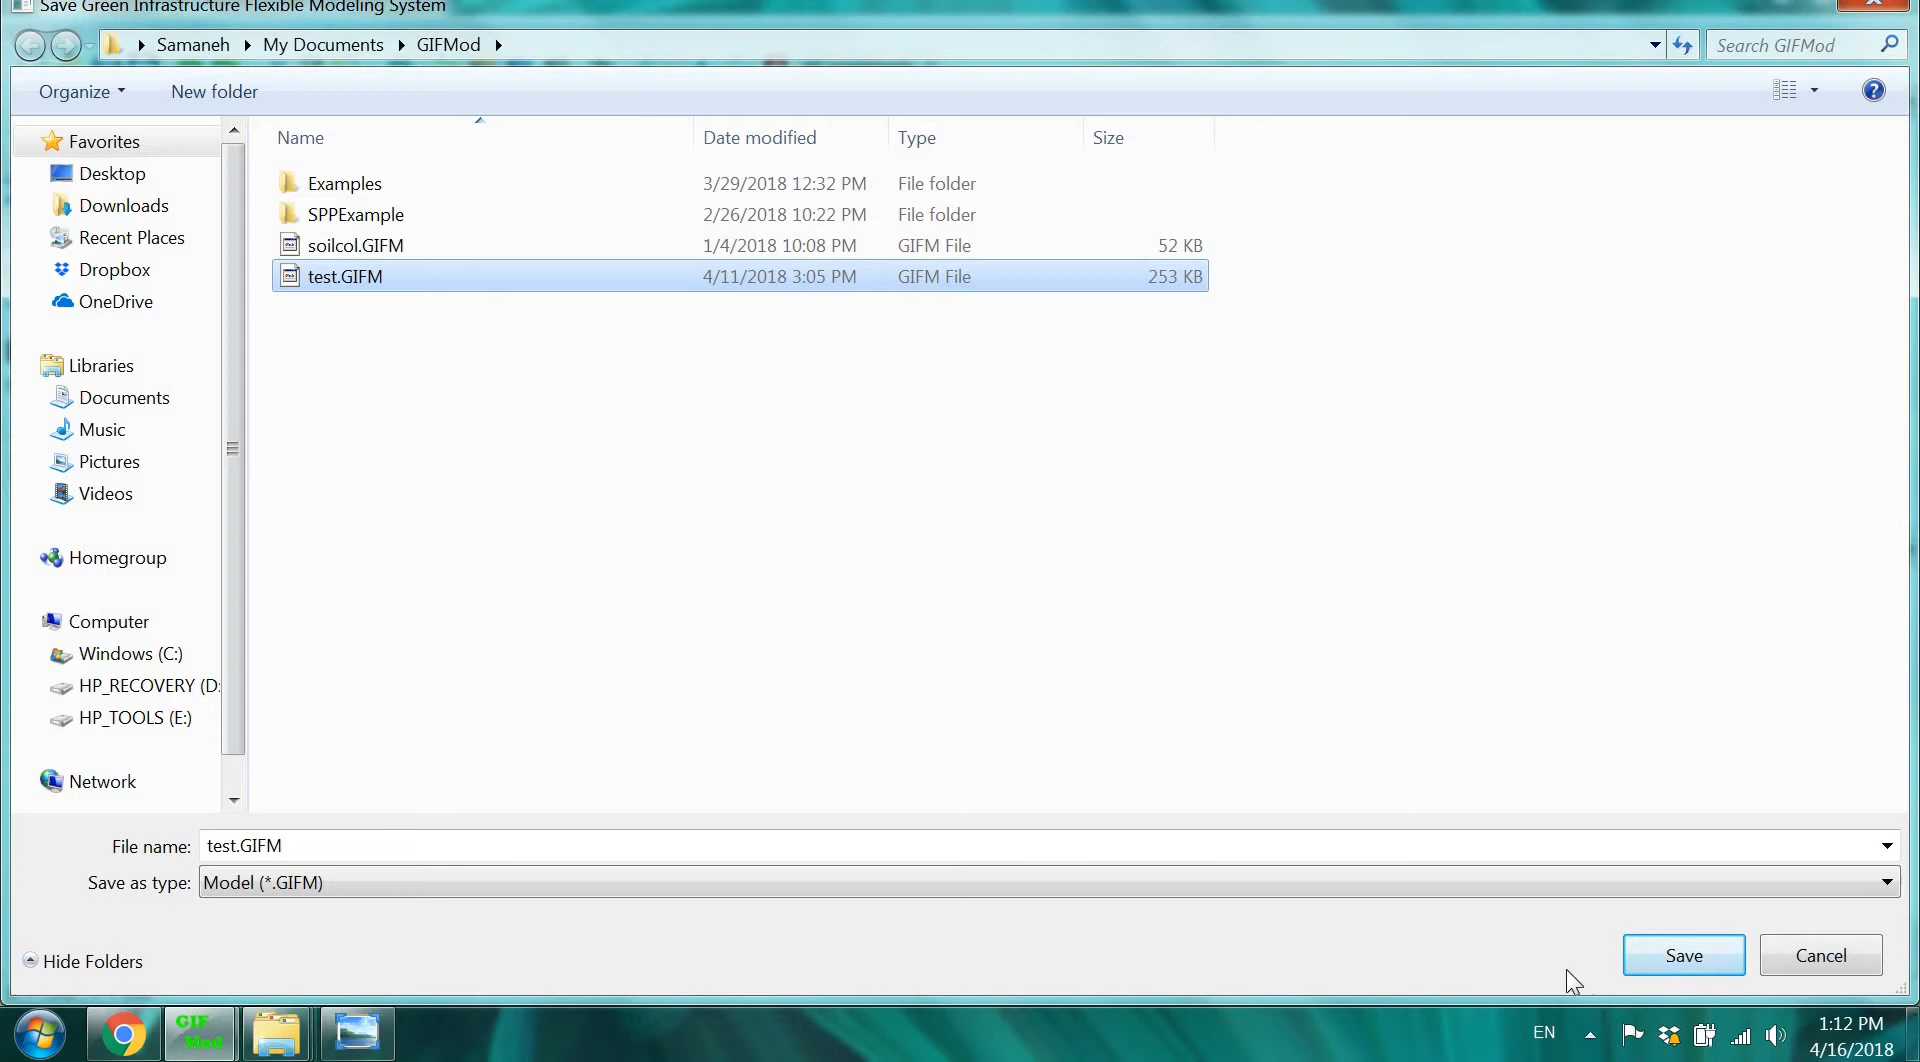 Save Green Infrastructure Flexible Modeling System
Samaneh My Documents GIFMod
Search GIFMod
Organize New folder
Name Date modified Type Size
Favorites
Desktop
Downloads
Recent Places
Dropbox
OneDrive
Libraries
Documents
Music
Pictures
Videos
Homegroup
Computer
Windows (C:)
HP_RECOVERY (D:
HP_TOOLS (E:)
Network
Examples 3/29/2018 12:32 PM File folder
SPPExample 2/26/2018 10:22 PM File folder
soilcol.GIFM 1/4/2018 10:08 PM GIFM File 52 KB
test.GIFM 4/11/2018 3:05 PM GIFM File 253 KB
File name: test.GIFM
Save as type: Model (*.GIFM)
Hide Folders
Save Cancel
GIF
Mod
EN
1:12 PM
4/16/2018